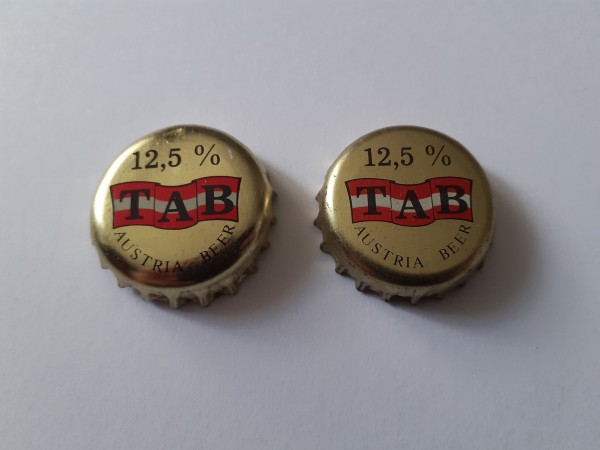 12,5 %
TAB
AUSTRIA BEER
12,5 %
TAB
AUSTRIA BEER